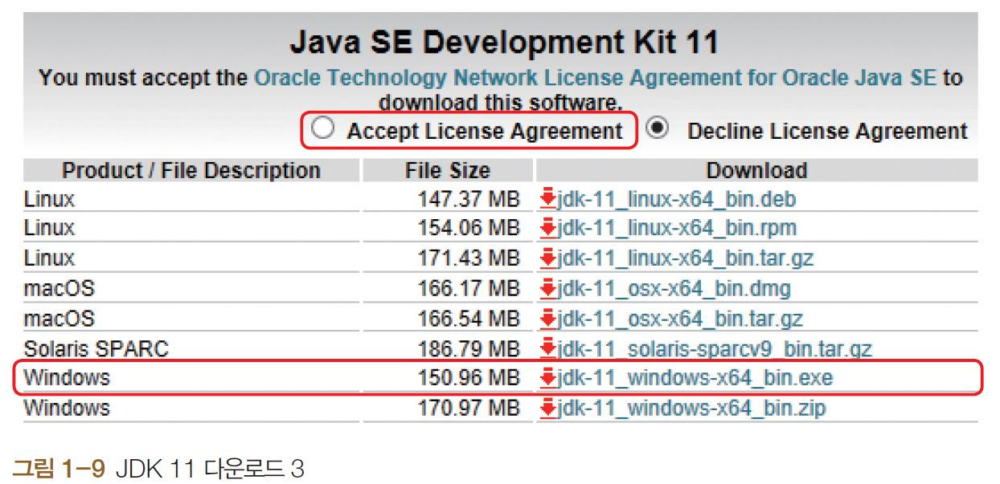 Java SE Development Kit 11
You must accept the Oracle Technology Network License Agreement for Oracle Java SE to
download this software.
Accept License Agreement Decline License Agreement
Product / File Description File Size Download
Linux 147.37 MB jdk-11_linux-x64_bin.deb
Linux 154.06 MB jdk-11_linux-x64_bin.rpm
Linux 171.43 MB jdk-11_linux-x64_bin.tar.gz
macOS 166.17 MB jdk-11_osx-x64_bin.dmg
macOS 166.54 MB jdk-11_osx-x64_bin.tar.gz
Solaris SPARC 186.79 MB jdk-11_solaris-sparcv9_bin.tar.gz
Windows 150.96 MB jdk-11_windows-x64_bin.exe
Windows 170.97 MB jdk-11_windows-x64_bin.zip
그림 1-9 JDK 11 다운로드 3